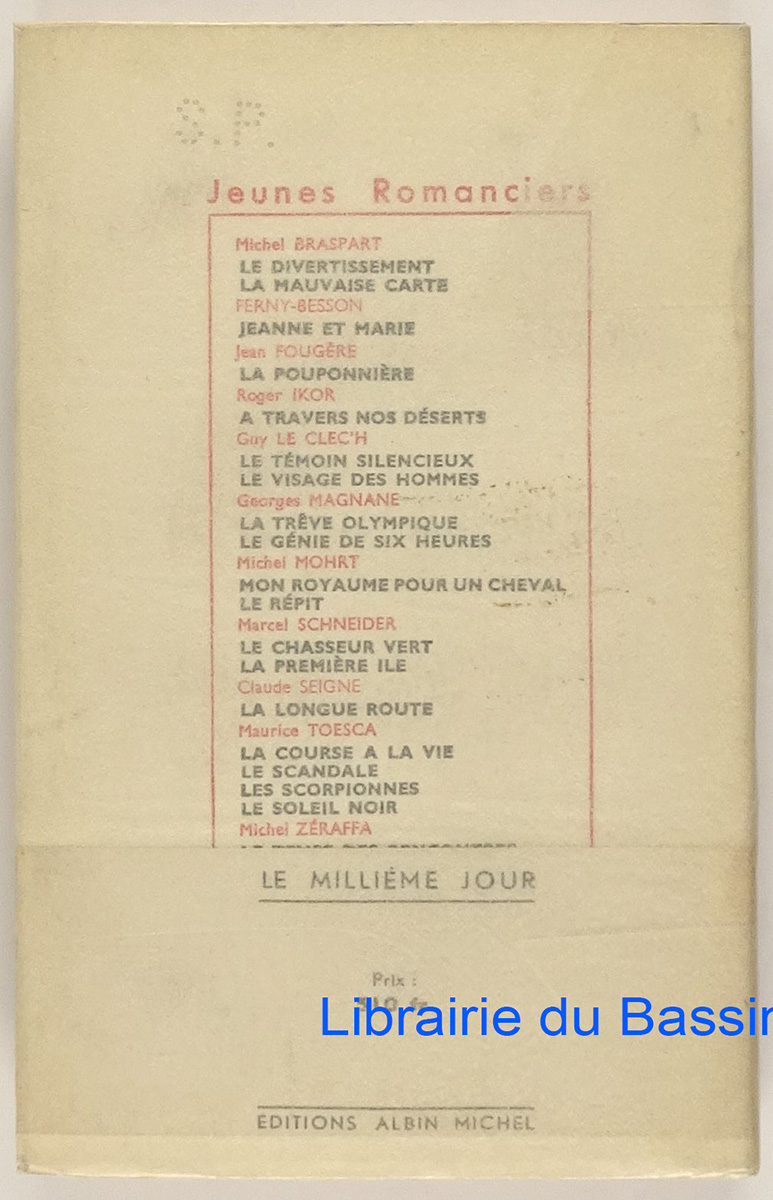 S.P.
Jeunes Romanciers
Michel BRASPART
LE DIVERTISSEMENT
LA MAUVAISE CARTE
FERNY-BESSON
JEANNE ET MARIE
Jean FOUGÈRE
LA POUPONNIÈRE
Roger IKOR
A TRAVERS NOS DÉSERTS
Guy LE CLEC'H
LE TÉMOIN SILENCIEUX
LE VISAGE DES HOMMES
Georges MAGNANE
LA TRÊVE OLYMPIQUE
LE GÉNIE DE SIX HEURES
Michel MOHRT
MON ROYAUME POUR UN CHEVAL
LE RÉPIT
Marcel SCHNEIDER
LE CHASSEUR VERT
LA PREMIÈRE ILE
Claude SEIGNE
LA LONGUE ROUTE
Maurice TOESCA
LA COURSE A LA VIE
LE SCANDALE
LES SCORPIONNES
LE SOLEIL NOIR
Michel ZÉRAFFA
LE MILLIÈME JOUR
Prix :
Librairie du Bassin
EDITIONS ALBIN MICHEL